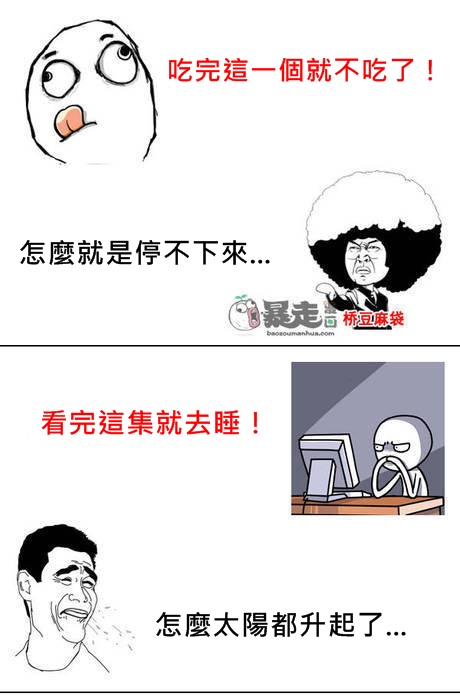 吃完這一個就不吃了！
怎麼就是停不下來...
暴走漫画
baozoumanhua.com
桥豆麻袋
看完這集就去睡！
怎麼太陽都升起了...